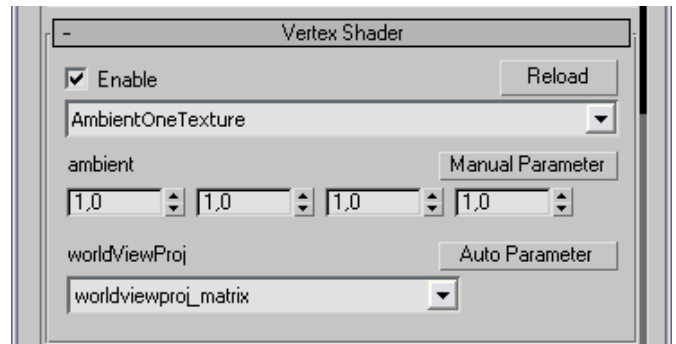 - Vertex Shader
Enable Reload
AmbientOneTexture
ambient Manual Parameter
1,0 1,0 1,0 1,0
worldViewProj Auto Parameter
worldviewproj_matrix